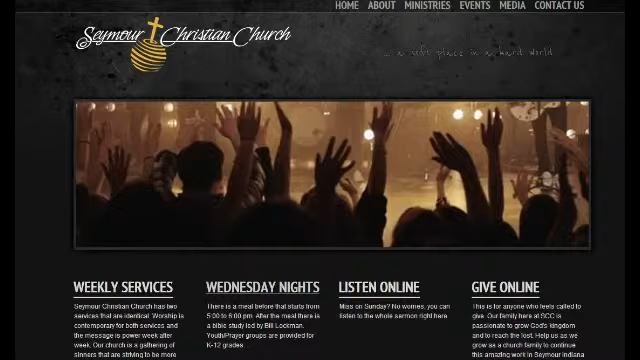 HOME ABOUT MINISTRIES EVENTS MEDIA CONTACT US
Seymour Christian Church
... a soft place in a hard world
WEEKLY SERVICES
Seymour Christian Church has two
services that are identical. Worship is
contemporary for both services and
the message is power week after
week. Our church is a gathering of
sinners that are striving to be more
WEDNESDAY NIGHTS
There is a meal before that starts from
5:00 to 6:00 pm. After the meal there is
a bible study led by Bill Lockman.
Youth/Prayer groups are provided for
K-12 grades.
LISTEN ONLINE
Miss on Sunday? No worries, you can
listen to the whole sermon right here.
GIVE ONLINE
This is for anyone who feels called to
give. Our family here at SCC is
passionate to grow God's kingdom
and to reach the lost. Help us as we
grow as a church family to continue
this amazing work in Seymour Indiana